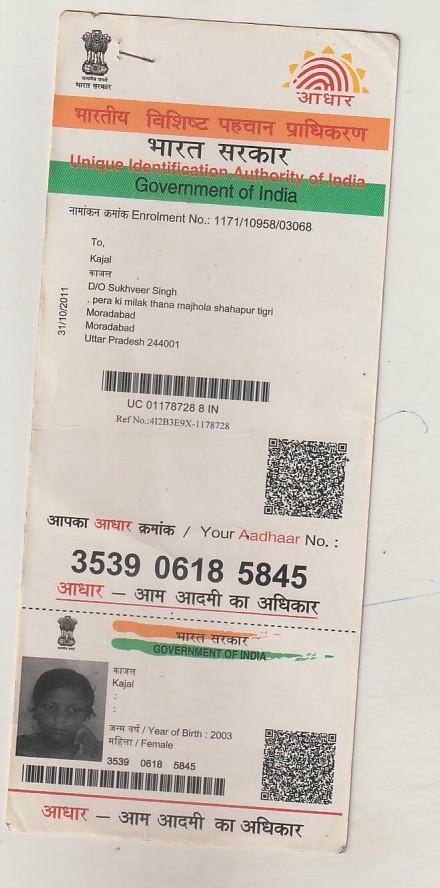 सत्यमेव जयते
भारत सरकार
आधार
भारतीय विशिष्ट पहचान प्राधिकरण
भारत सरकार
Unique Identification Authority of India
Government of India
नामांकन क्रमांक Enrolment No.: 1171/10958/03068
31/10/2011
To,
Kajal
काजल
D/O Sukhveer Singh
, pera ki milak thana majhola shahapur tigri
Moradabad
Moradabad
Uttar Pradesh 244001
UC 01178728 8 IN
Ref No.:4I2B3E9X-1178728
आपका आधार क्रमांक / Your Aadhaar No. :
3539 0618 5845
आधार – आम आदमी का अधिकार
भारत सरकार
GOVERNMENT OF INDIA
काजल
Kajal
:
:
जन्म वर्ष / Year of Birth : 2003
महिला / Female
3539 0618 5845
आधार – आम आदमी का अधिकार